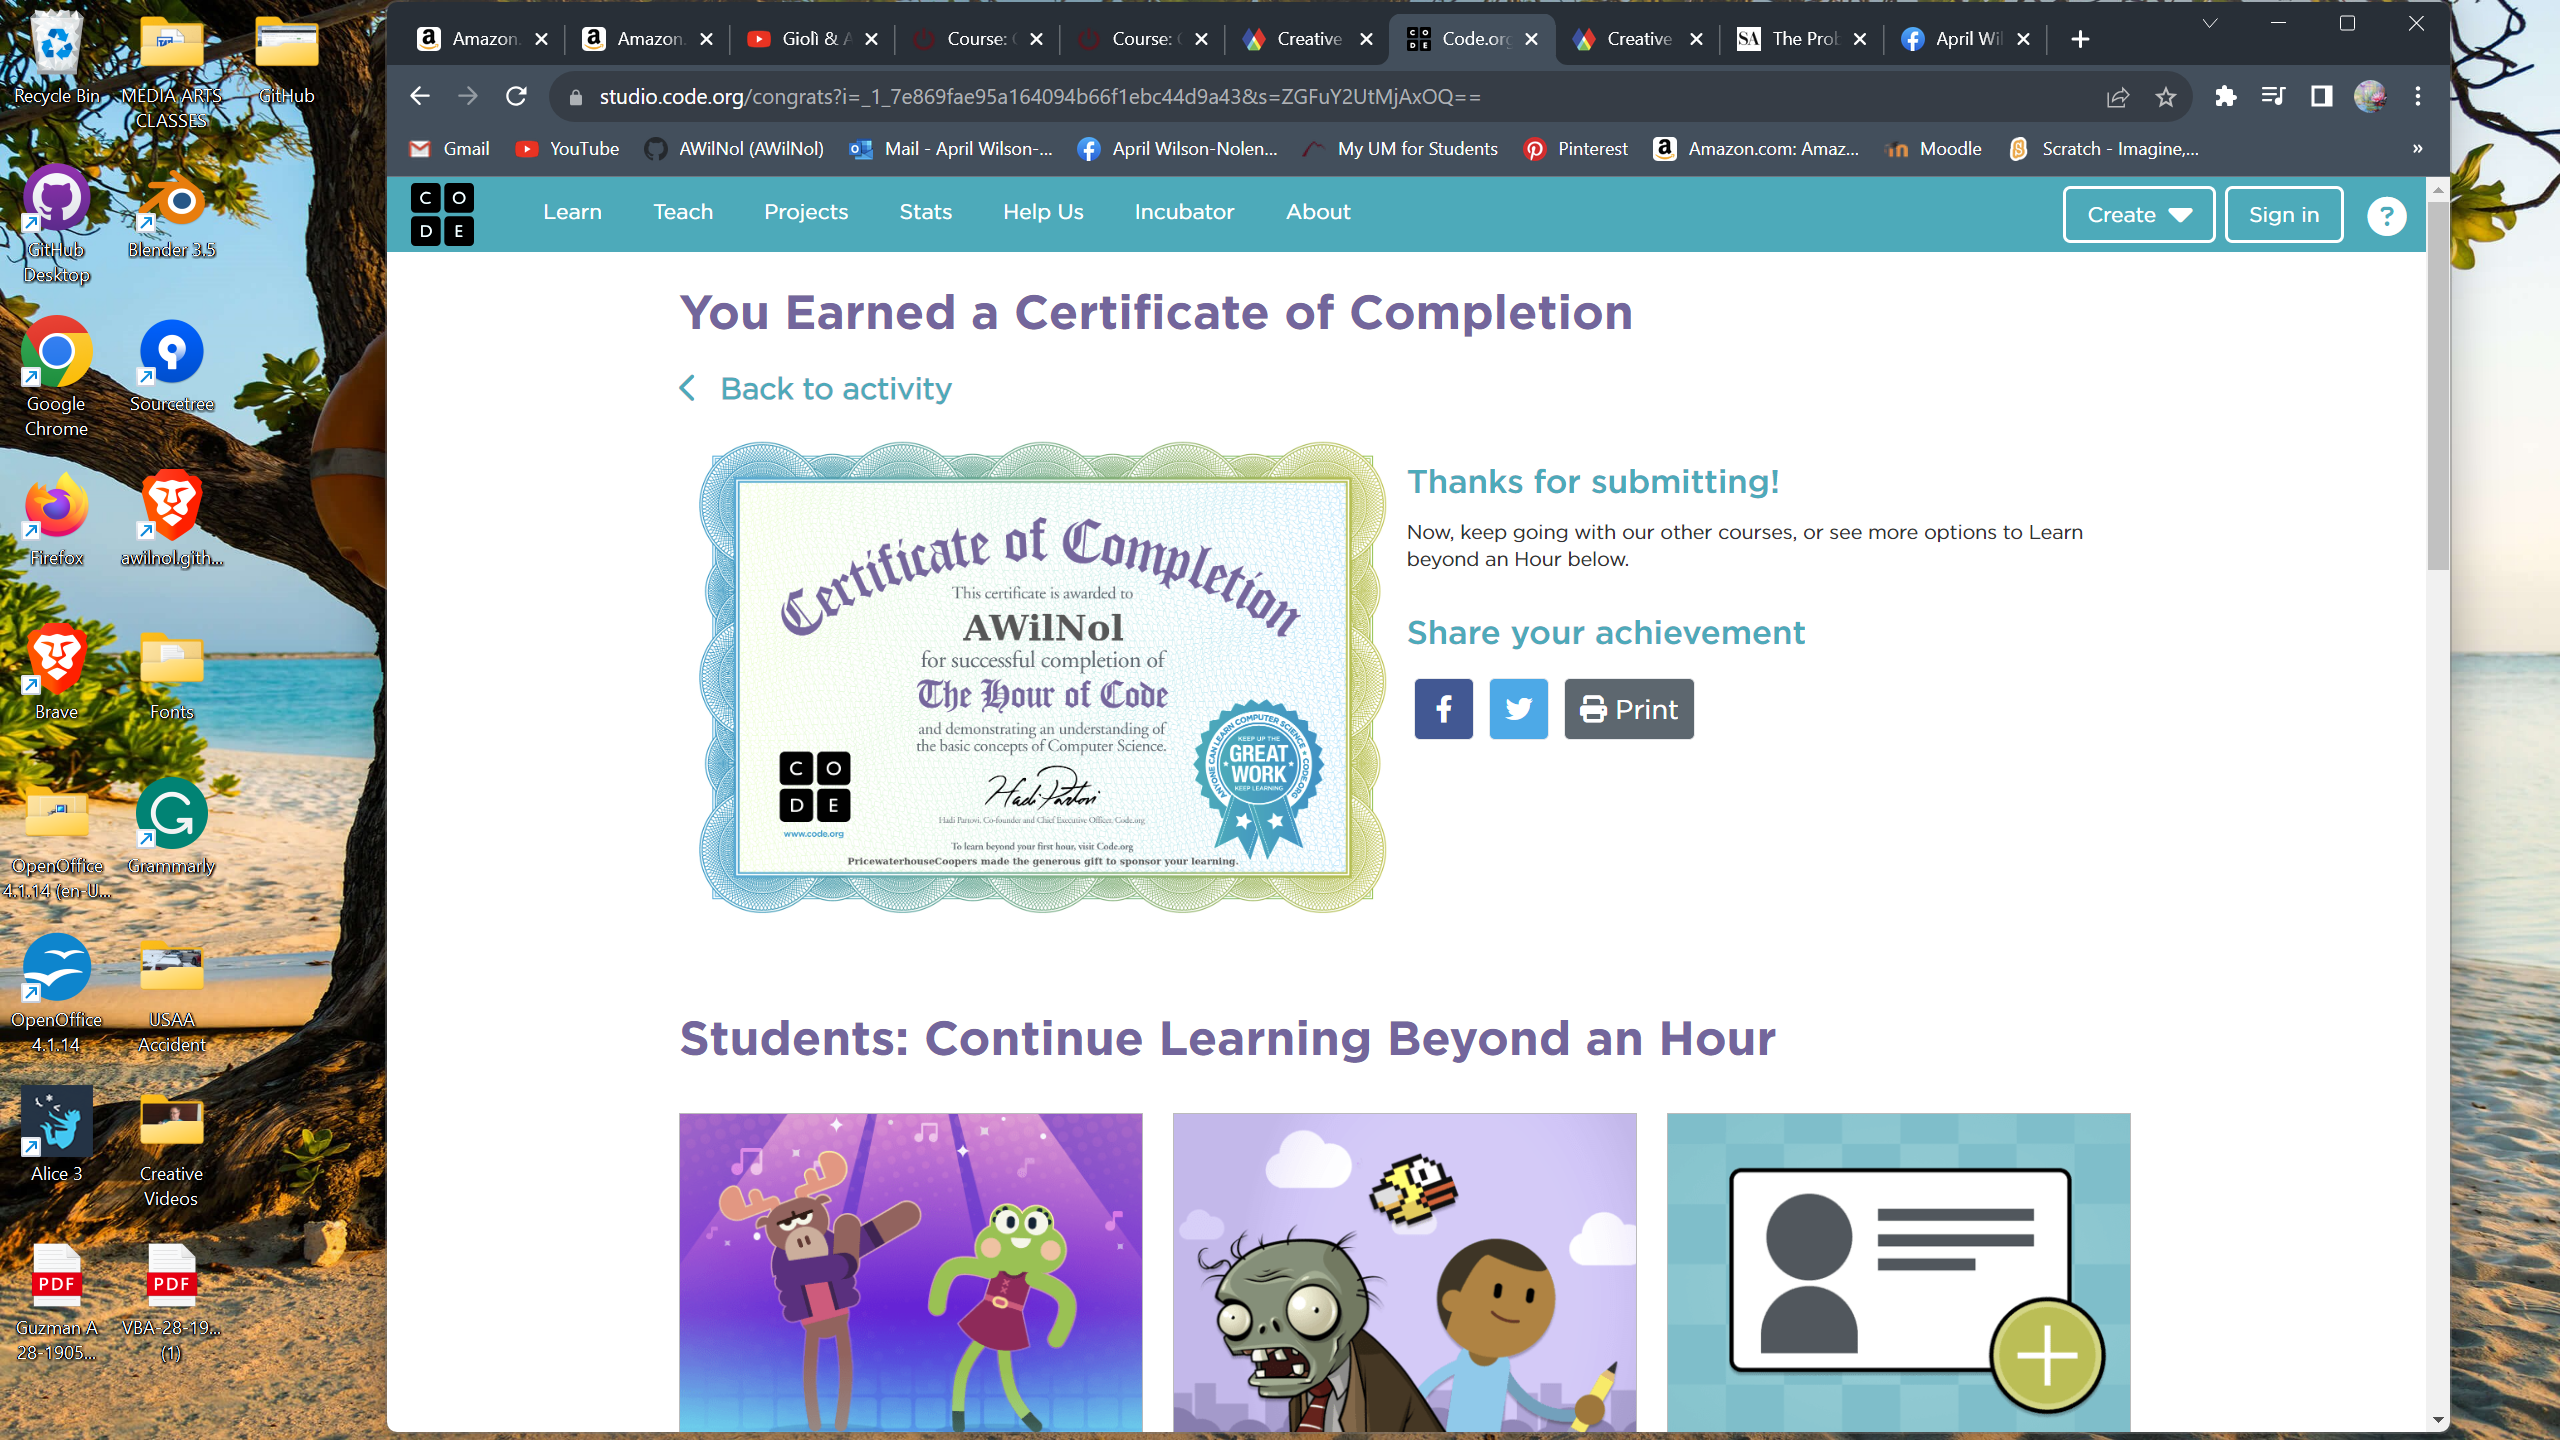 Recycle Bin
MEDIA ARTS
CLASSES
GitHub
GitHub
Desktop
Blender 3.5
Google
Chrome
Sourcetree
Firefox
awilnol.gith...
Brave
Fonts
OpenOffice
4.1.14 (en-U...
Grammarly
OpenOffice
4.1.14
USAA
Accident
Alice 3
Creative
Videos
PDF
Guzman A
28-1905...
PDF
VBA-28-19...
(1)
Amazon.
Amazon.
Giolì & A
Course: C
Course: C
Creative
Code.org
Creative
SA The Prob
April Wil
studio.code.org/congrats?i=_1_7e869fae95a164094b66f1ebc44d9a43&s=ZGFuY2UtMjAxOQ==
Gmail YouTube AWilNol (AWilNol) Mail - April Wilson-... April Wilson-Nolen... My UM for Students Pinterest Amazon.com: Amaz... Moodle Scratch - Imagine,... »
CODE
Learn Teach Projects Stats Help Us Incubator About
Create Sign in ?
You Earned a Certificate of Completion
Back to activity
Certificate of Completion
This certificate is awarded to
AWilNol
for successful completion of
The Hour of Code
and demonstrating an understanding of
the basic concepts of Computer Science.
CODE
www.code.org
Hadi Partovi
Hadi Partovi, Co-founder and Chief Executive Officer, Code.org
To learn beyond your first hour, visit Code.org
PricewaterhouseCoopers made the generous gift to sponsor your learning.
ANYONE CAN LEARN COMPUTER SCIENCE
CODE.ORG
KEEP UP THE
GREAT
WORK
KEEP LEARNING
Thanks for submitting!
Now, keep going with our other courses, or see more options to Learn
beyond an Hour below.
Share your achievement
Print
Students: Continue Learning Beyond an Hour